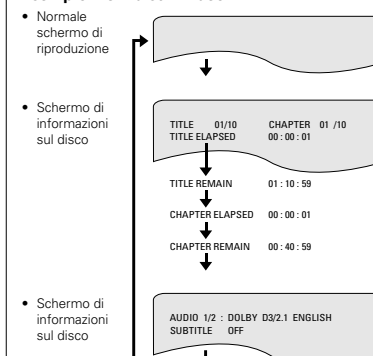 • Normale
schermo di
riproduzione
• Schermo di
informazioni
sul disco
TITLE 01/10 CHAPTER 01 /10
TITLE ELAPSED 00 : 00 : 01
TITLE REMAIN 01 : 10 : 59
CHAPTER ELAPSED 00 : 00 : 01
CHAPTER REMAIN 00 : 40 : 59
• Schermo di
informazioni
sul disco
AUDIO 1/2 : DOLBY D3/2.1 ENGLISH
SUBTITLE OFF